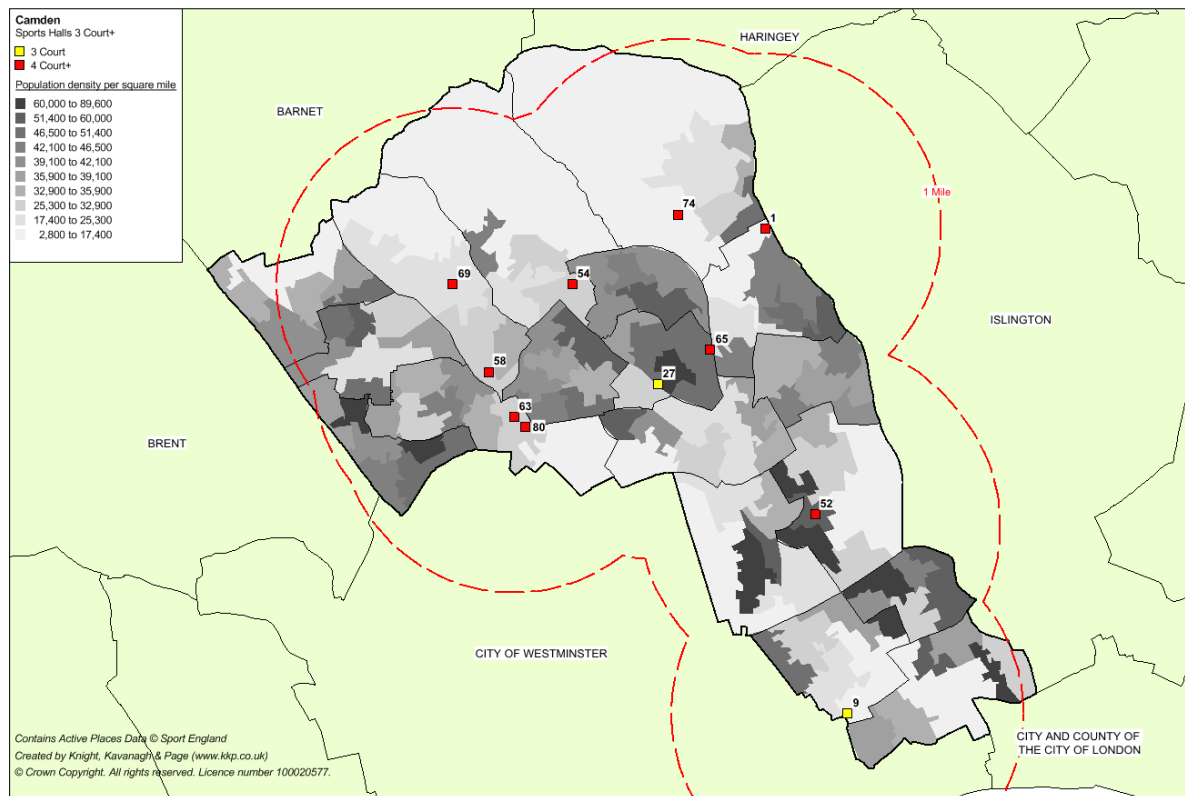 Camden
Sports Halls 3 Court+
3 Court
4 Court+
Population density per square mile
60,000 to 89,600
51,400 to 60,000
46,500 to 51,400
42,100 to 46,500
39,100 to 42,100
35,900 to 39,100
32,900 to 35,900
25,300 to 32,900
17,400 to 25,300
2,800 to 17,400
HARINGEY
BARNET
1 Mile
74
1
69
54
ISLINGTON
65
58
27
63
80
BRENT
52
CITY OF WESTMINSTER
9
CITY AND COUNTY OF
THE CITY OF LONDON
Contains Active Places Data © Sport England
Created by Knight, Kavanagh & Page (www.kkp.co.uk)
© Crown Copyright. All rights reserved. Licence number 100020577.